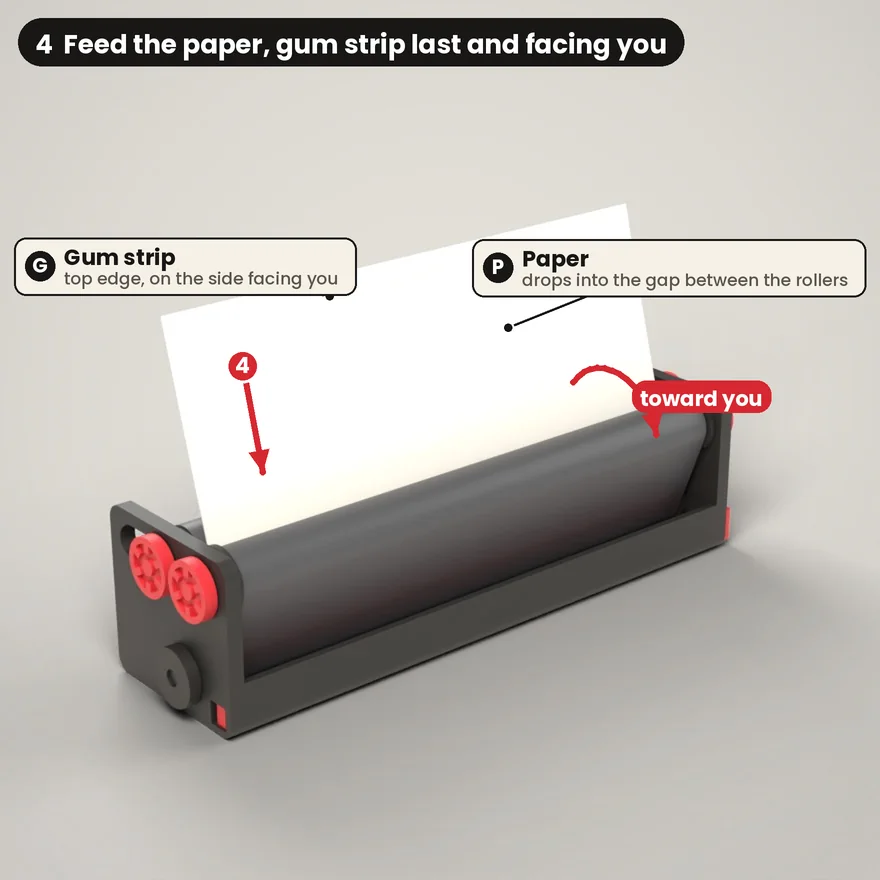 4 Feed the paper, gum strip last and facing you
G Gum strip
top edge, on the side facing you
P Paper
drops into the gap between the rollers
4
toward you